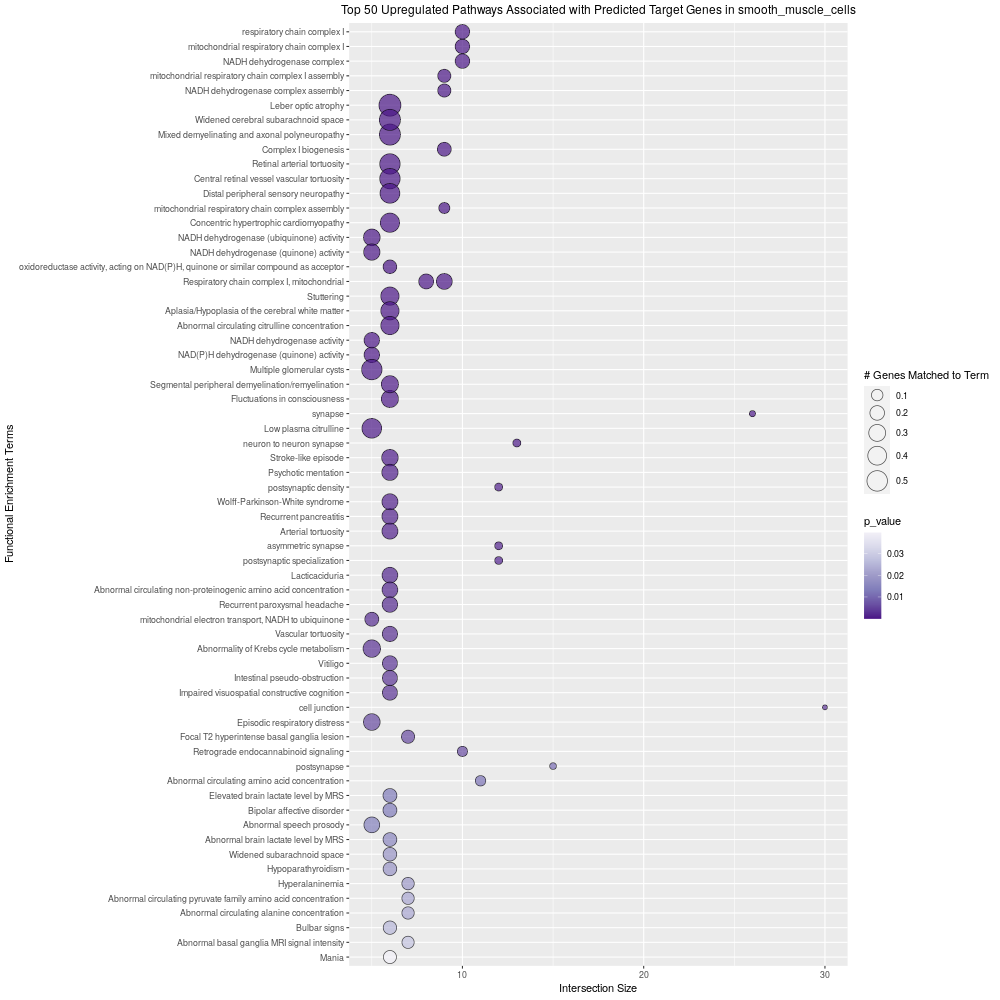 Top 50 Upregulated Pathways Associated with Predicted Target Genes in smooth_muscle_cells
respiratory chain complex I
mitochondrial respiratory chain complex I
NADH dehydrogenase complex
mitochondrial respiratory chain complex I assembly
NADH dehydrogenase complex assembly
Leber optic atrophy
Widened cerebral subarachnoid space
Mixed demyelinating and axonal polyneuropathy
Complex I biogenesis
Retinal arterial tortuosity
Central retinal vessel vascular tortuosity
Distal peripheral sensory neuropathy
mitochondrial respiratory chain complex assembly
Concentric hypertrophic cardiomyopathy
NADH dehydrogenase (ubiquinone) activity
NADH dehydrogenase (quinone) activity
oxidoreductase activity, acting on NAD(P)H, quinone or similar compound as acceptor
Respiratory chain complex I, mitochondrial
Stuttering
Aplasia/Hypoplasia of the cerebral white matter
Abnormal circulating citrulline concentration
NADH dehydrogenase activity
NAD(P)H dehydrogenase (quinone) activity
Multiple glomerular cysts
Segmental peripheral demyelination/remyelination
Fluctuations in consciousness
synapse
Low plasma citrulline
neuron to neuron synapse
Stroke-like episode
Psychotic mentation
postsynaptic density
Wolff-Parkinson-White syndrome
Recurrent pancreatitis
Arterial tortuosity
asymmetric synapse
postsynaptic specialization
Lacticaciduria
Abnormal circulating non-proteinogenic amino acid concentration
Recurrent paroxysmal headache
mitochondrial electron transport, NADH to ubiquinone
Vascular tortuosity
Abnormality of Krebs cycle metabolism
Vitiligo
Intestinal pseudo-obstruction
Impaired visuospatial constructive cognition
cell junction
Episodic respiratory distress
Focal T2 hyperintense basal ganglia lesion
Retrograde endocannabinoid signaling
postsynapse
Abnormal circulating amino acid concentration
Elevated brain lactate level by MRS
Bipolar affective disorder
Abnormal speech prosody
Abnormal brain lactate level by MRS
Widened subarachnoid space
Hypoparathyroidism
Hyperalaninemia
Abnormal circulating pyruvate family amino acid concentration
Abnormal circulating alanine concentration
Bulbar signs
Abnormal basal ganglia MRI signal intensity
Mania
Functional Enrichment Terms
10
20
30
Intersection Size
# Genes Matched to Term
0.1
0.2
0.3
0.4
0.5
p_value
0.03
0.02
0.01